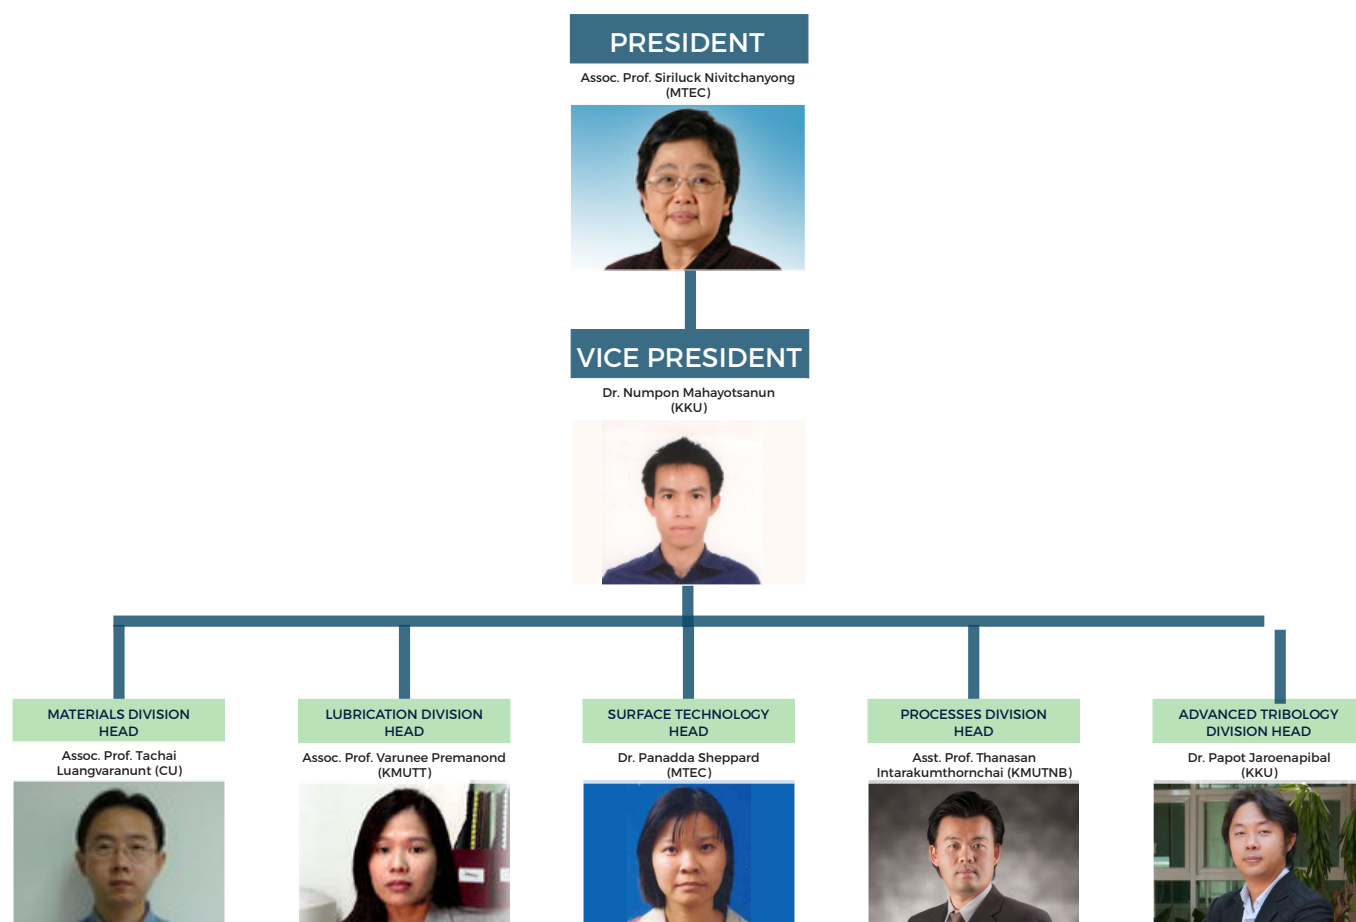 PRESIDENT
Assoc. Prof. Siriluck Nivitchanyong
(MTEC)
VICE PRESIDENT
Dr. Numpon Mahayotsanun
(KKU)
MATERIALS DIVISION
HEAD
Assoc. Prof. Tachai
Luangvaranunt (CU)
LUBRICATION DIVISION
HEAD
Assoc. Prof. Varunee Premanond
(KMUTT)
SURFACE TECHNOLOGY
HEAD
Dr. Panadda Sheppard
(MTEC)
PROCESSES DIVISION
HEAD
Asst. Prof. Thanasan
Intarakumthornchai (KMUTNB)
ADVANCED TRIBOLOGY
DIVISION HEAD
Dr. Papot Jaroenapibal
(KKU)